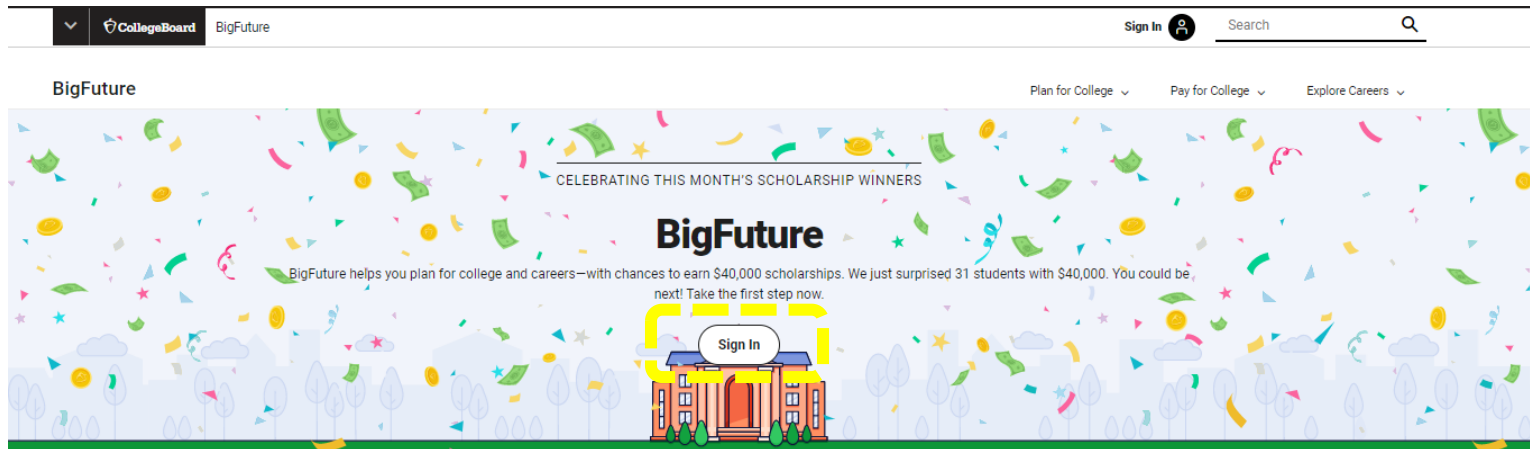 CollegeBoard BigFuture Sign In Search
BigFuture Plan for College Pay for College Explore Careers
CELEBRATING THIS MONTH'S SCHOLARSHIP WINNERS
BigFuture
BigFuture helps you plan for college and careers—with chances to earn $40,000 scholarships. We just surprised 31 students with $40,000. You could be
next! Take the first step now.
Sign In